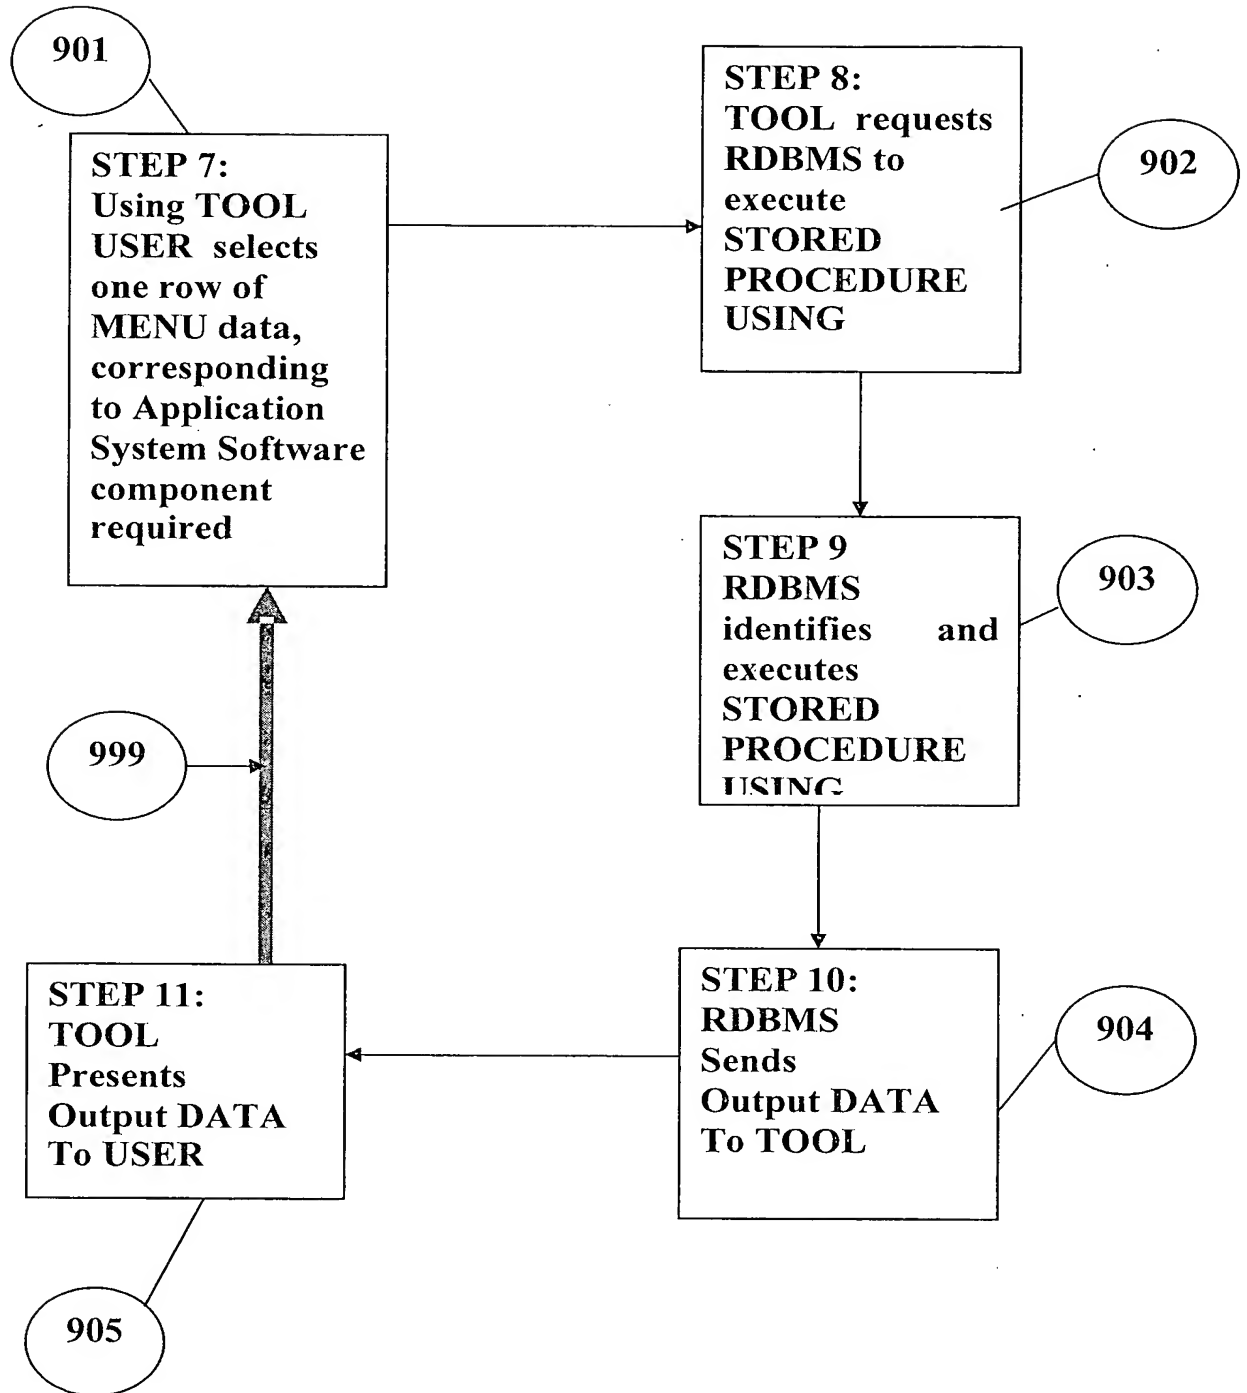 901
STEP 7:
Using TOOL
USER selects
one row of
MENU data,
corresponding
to Application
System Software
component
required
STEP 8:
TOOL requests
RDBMS to
execute
STORED
PROCEDURE
USING
902
STEP 9
RDBMS
identifies and
executes
STORED
PROCEDURE
USING
903
999
STEP 11:
TOOL
Presents
Output DATA
To USER
STEP 10:
RDBMS
Sends
Output DATA
To TOOL
904
905